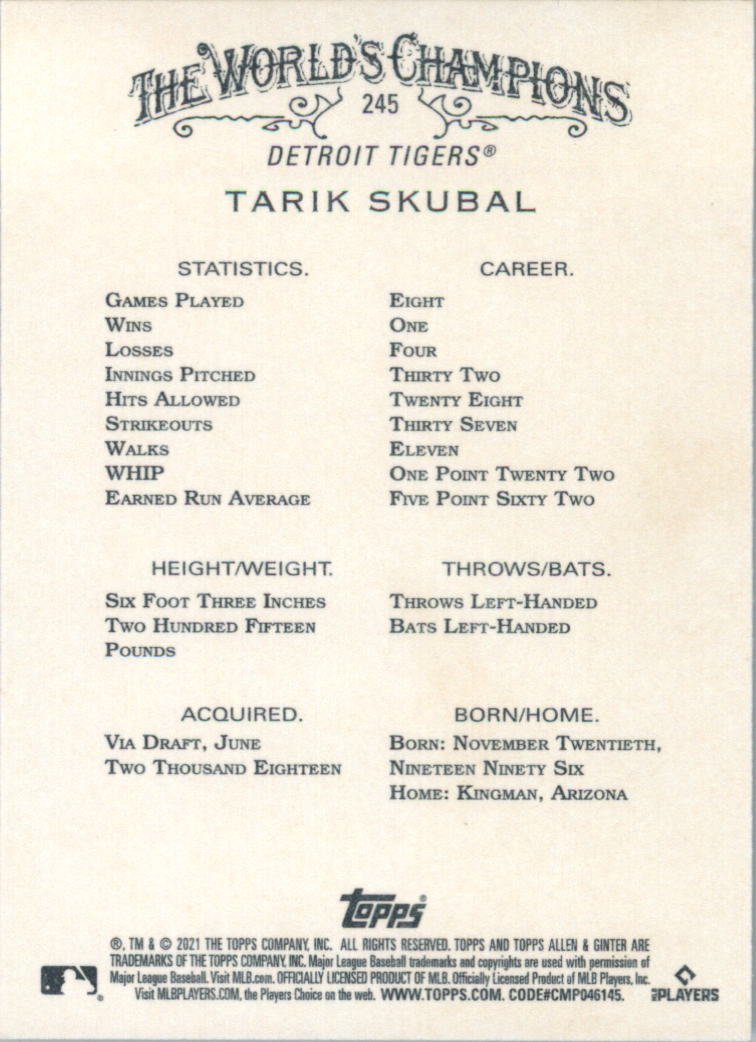 THE WORLD'S CHAMPIONS
245
DETROIT TIGERS®
TARIK SKUBAL
STATISTICS. CAREER.
GAMES PLAYED EIGHT
WINS ONE
LOSSES FOUR
INNINGS PITCHED THIRTY TWO
HITS ALLOWED TWENTY EIGHT
STRIKEOUTS THIRTY SEVEN
WALKS ELEVEN
WHIP ONE POINT TWENTY TWO
EARNED RUN AVERAGE FIVE POINT SIXTY TWO
HEIGHT/WEIGHT.
SIX FOOT THREE INCHES
TWO HUNDRED FIFTEEN
POUNDS
THROWS/BATS.
THROWS LEFT-HANDED
BATS LEFT-HANDED
ACQUIRED.
VIA DRAFT, JUNE
TWO THOUSAND EIGHTEEN
BORN/HOME.
BORN: NOVEMBER TWENTIETH,
NINETEEN NINETY SIX
HOME: KINGMAN, ARIZONA
Topps®
®, TM & © 2021 THE TOPPS COMPANY, INC. ALL RIGHTS RESERVED. TOPPS AND TOPPS ALLEN & GINTER ARE
TRADEMARKS OF THE TOPPS COMPANY, INC. Major League Baseball trademarks and copyrights are used with permission of
Major League Baseball. Visit MLB.com. OFFICIALLY LICENSED PRODUCT OF MLB. Officially Licensed Product of MLB Players, Inc.
Visit MLBPLAYERS.COM, the Players Choice on the web. WWW.TOPPS.COM. CODE#CMP046145.
MLB PLAYERS